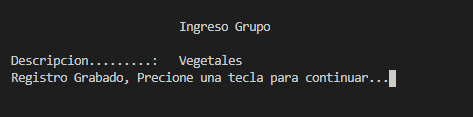 Ingreso Grupo
Descripcion.........: Vegetales
Registro Grabado, Precione una tecla para continuar...